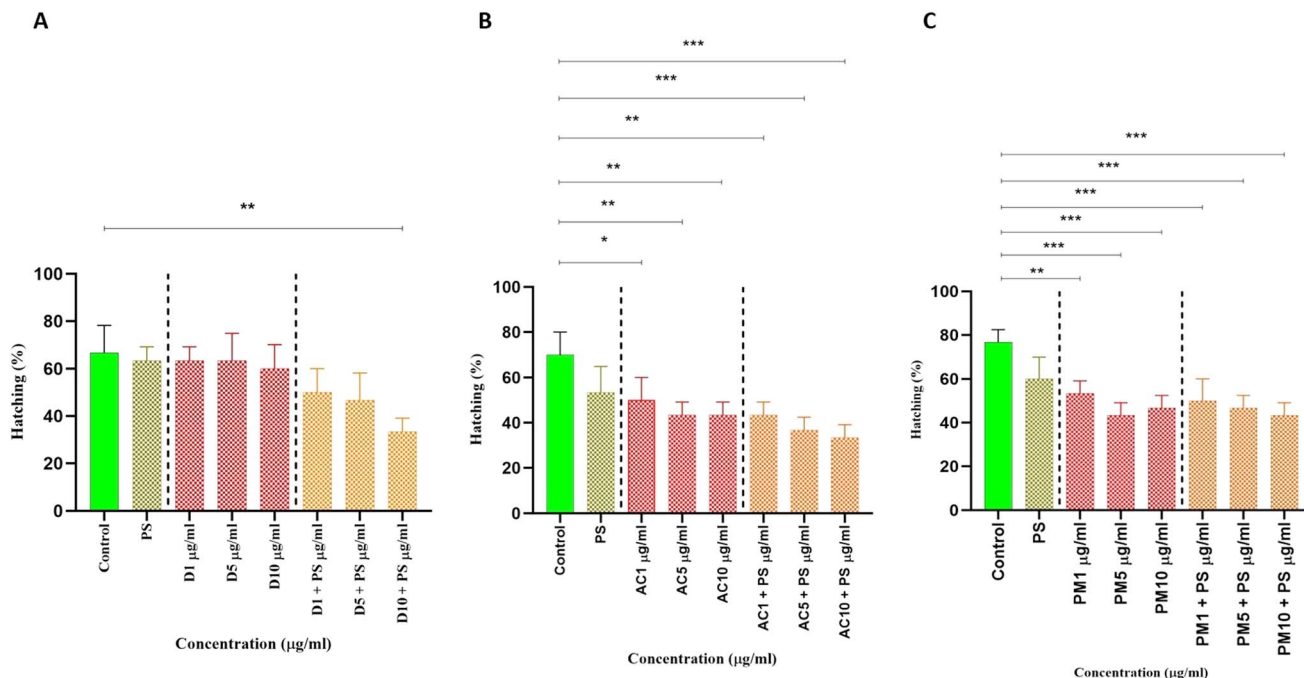 A
**
Hatching (%)
100
80
60
40
20
0
Control
PS
D1 µg/ml
D5 µg/ml
D10 µg/ml
D1 + PS µg/ml
D5 + PS µg/ml
D10 + PS µg/ml
Concentration (µg/ml)
B
***
***
**
**
**
*
Hatching (%)
100
80
60
40
20
0
Control
PS
AC1 µg/ml
AC5 µg/ml
AC10 µg/ml
AC1 + PS µg/ml
AC5 + PS µg/ml
AC10 + PS µg/ml
Concentration (µg/ml)
C
***
***
***
***
***
**
Hatching (%)
100
80
60
40
20
0
Control
PS
PM1 µg/ml
PM5 µg/ml
PM10 µg/ml
PM1 + PS µg/ml
PM5 + PS µg/ml
PM10 + PS µg/ml
Concentration (µg/ml)